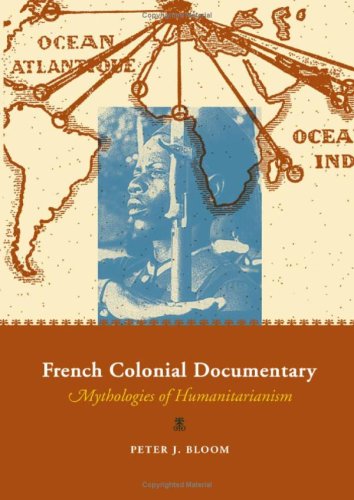 OCEAN
ATLANTIQUE
OCEA
IND
French Colonial Documentary
Mythologies of Humanitarianism
PETER J. BLOOM